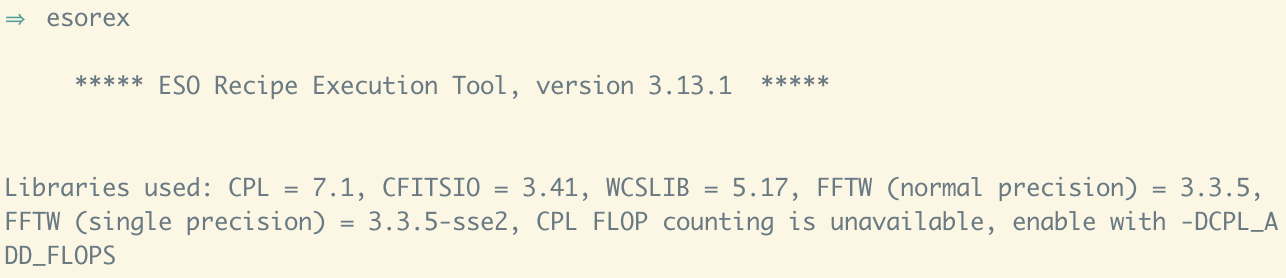 ⇒ esorex
***** ESO Recipe Execution Tool, version 3.13.1  *****
Libraries used: CPL = 7.1, CFITSIO = 3.41, WCSLIB = 5.17, FFTW (normal precision) = 3.3.5,
FFTW (single precision) = 3.3.5-sse2, CPL FLOP counting is unavailable, enable with -DCPL_A
DD_FLOPS